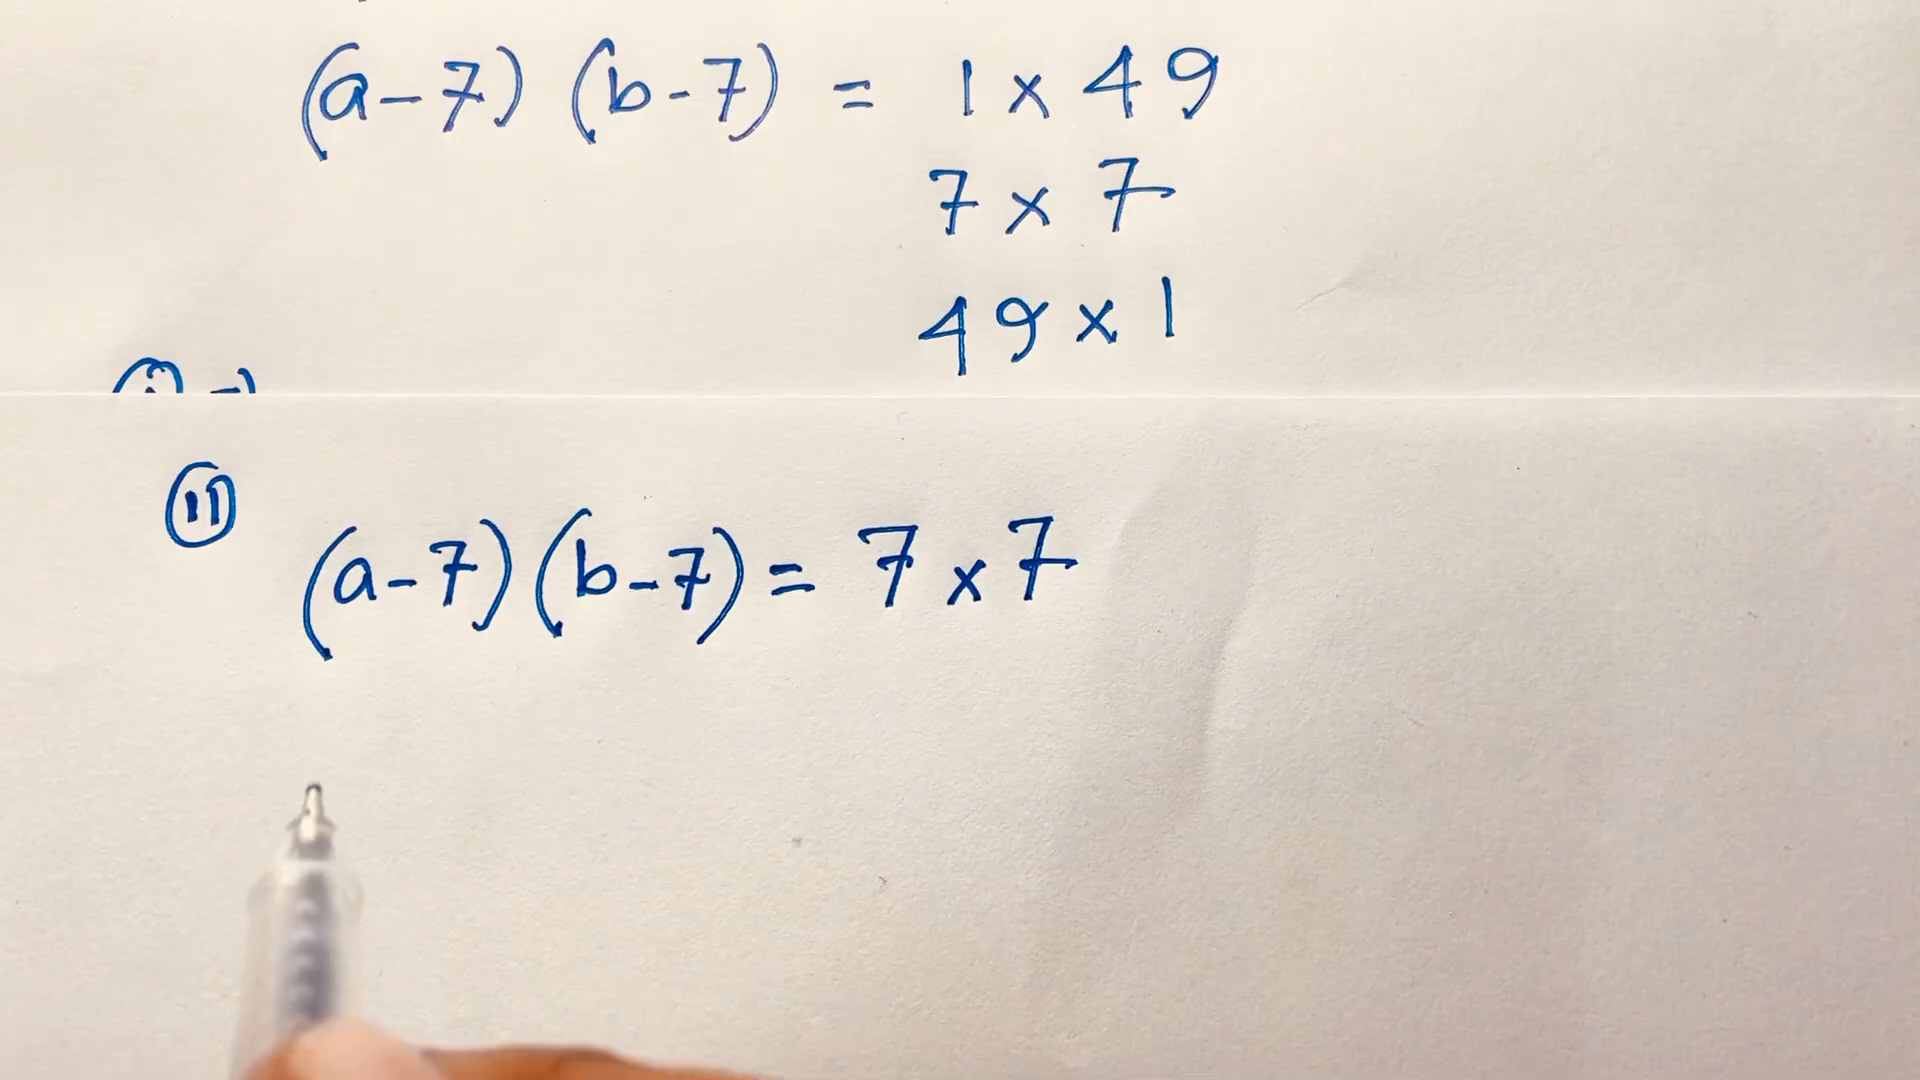 (a-7) (b-7) = 1 × 49
7 × 7
49 × 1
(ii)
(a-7)(b-7) = 7 × 7